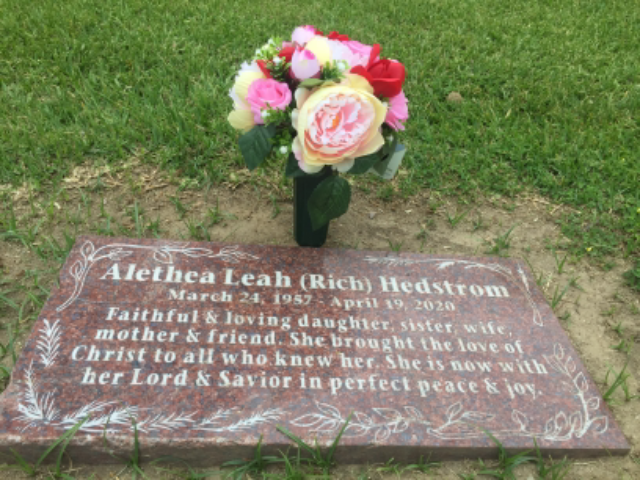 Alethea Leah (Rich) Hedstrom
March 24, 1957 - April 19, 2020
Faithful & loving daughter, sister, wife,
mother & friend. She brought the love of
Christ to all who knew her. She is now with
her Lord & Savior in perfect peace & joy.